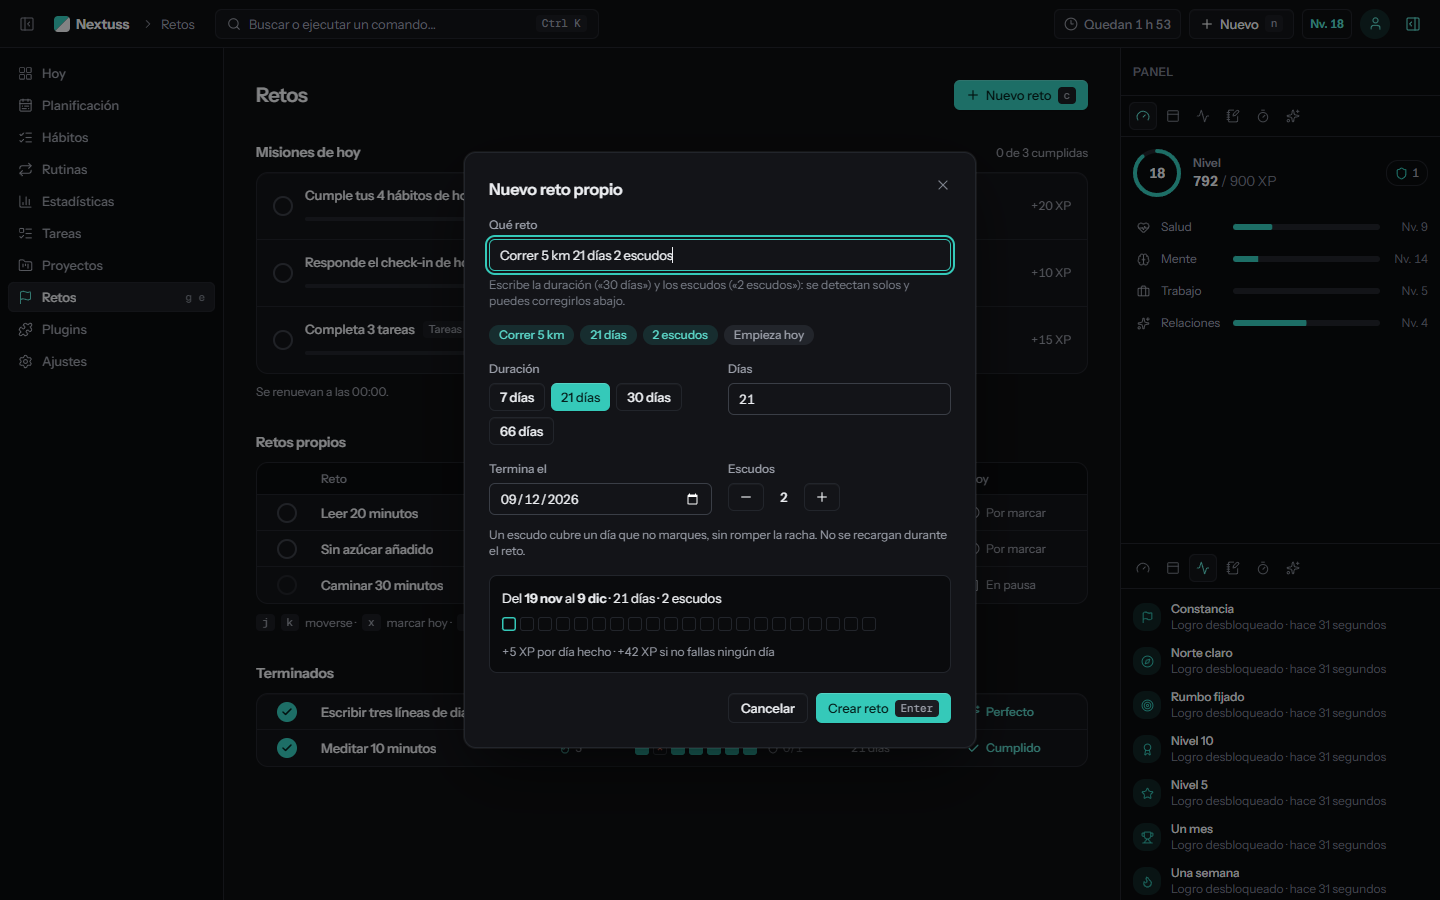 Nextuss
Retos
Buscar o ejecutar un comando...
Ctrl K
Quedan 1 h 53
Nuevo n
Nv. 18
Hoy
Planificación
Hábitos
Rutinas
Estadísticas
Tareas
Proyectos
Retos g e
Plugins
Ajustes
Retos
Nuevo reto c
Misiones de hoy
0 de 3 cumplidas
Cumple tus 4 hábitos de
+20 XP
Responde el check-in de
+10 XP
Completa 3 tareas Tareas
+15 XP
Se renuevan a las 00:00.
Retos propios
Reto
Leer 20 minutos
Por marcar
Sin azúcar añadido
Por marcar
Caminar 30 minutos
En pausa
j k moverse · x marcar hoy ·
Terminados
Escribir tres líneas de
Perfecto
Meditar 10 minutos
21 días
Cumplido
Nuevo reto propio
Qué reto
Correr 5 km 21 días 2 escudos
Escribe la duración («30 días») y los escudos («2 escudos»): se detectan solos y
puedes corregirlos abajo.
Correr 5 km 21 días 2 escudos Empieza hoy
Duración
7 días 21 días 30 días
66 días
Días
21
Termina el
09/12/2026
Escudos
− 2 +
Un escudo cubre un día que no marques, sin romper la racha. No se recargan durante
el reto.
Del 19 nov al 9 dic · 21 días · 2 escudos
+5 XP por día hecho · +42 XP si no fallas ningún día
Cancelar
Crear reto Enter
PANEL
18
Nivel
792 / 900 XP
1
Salud Nv. 9
Mente Nv. 14
Trabajo Nv. 5
Relaciones Nv. 4
Constancia
Logro desbloqueado · hace 31 segundos
Norte claro
Logro desbloqueado · hace 31 segundos
Rumbo fijado
Logro desbloqueado · hace 31 segundos
Nivel 10
Logro desbloqueado · hace 31 segundos
Nivel 5
Logro desbloqueado · hace 31 segundos
Un mes
Logro desbloqueado · hace 31 segundos
Una semana
Logro desbloqueado · hace 31 segundos